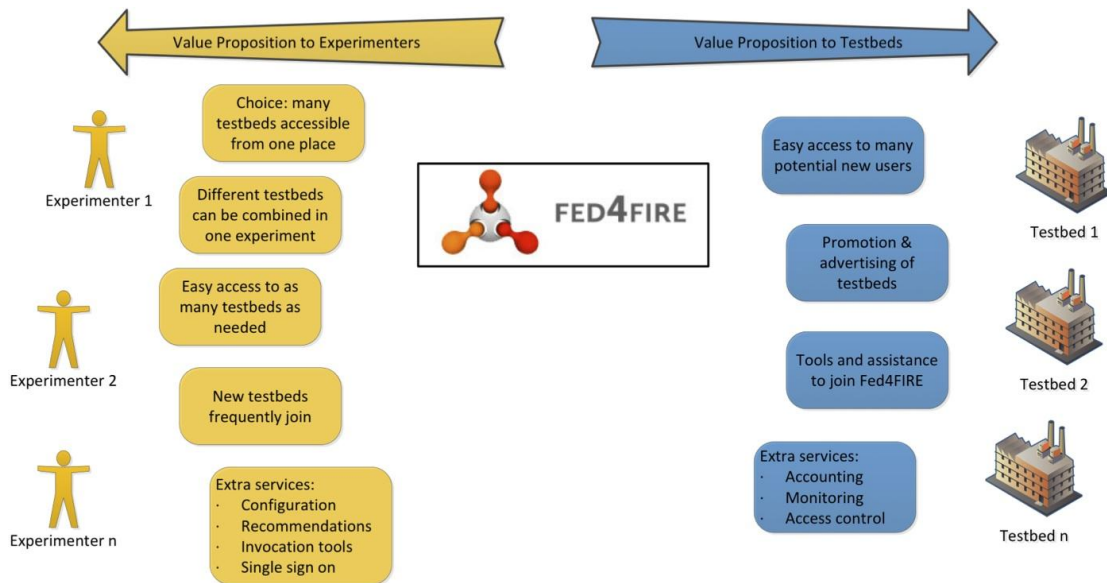 Value Proposition to Experimenters
Value Proposition to Testbeds
Experimenter 1
Experimenter 2
Experimenter n
Choice: many
testbeds accessible
from one place
Different testbeds
can be combined in
one experiment
Easy access to as
many testbeds as
needed
New testbeds
frequently join
Extra services:
· Configuration
· Recommendations
· Invocation tools
· Single sign on
FED4FIRE
Easy access to many
potential new users
Promotion &
advertising of
testbeds
Tools and assistance
to join Fed4FIRE
Extra services:
· Accounting
· Monitoring
· Access control
Testbed 1
Testbed 2
Testbed n